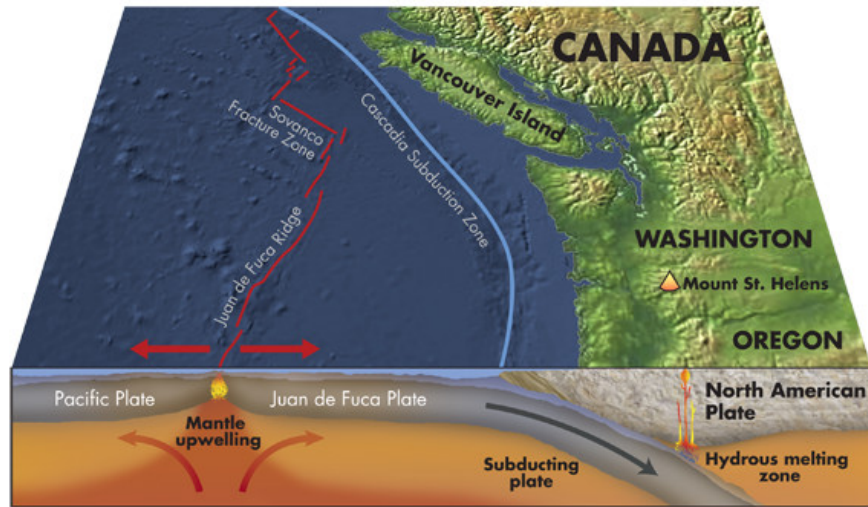 CANADA
Vancouver Island
Sovanco
Fracture Zone
Cascadia Subduction Zone
Juan de Fuca Ridge
WASHINGTON
Mount St. Helens
OREGON
Pacific Plate
Mantle
upwelling
Juan de Fuca Plate
Subducting
plate
North American
Plate
Hydrous melting
zone